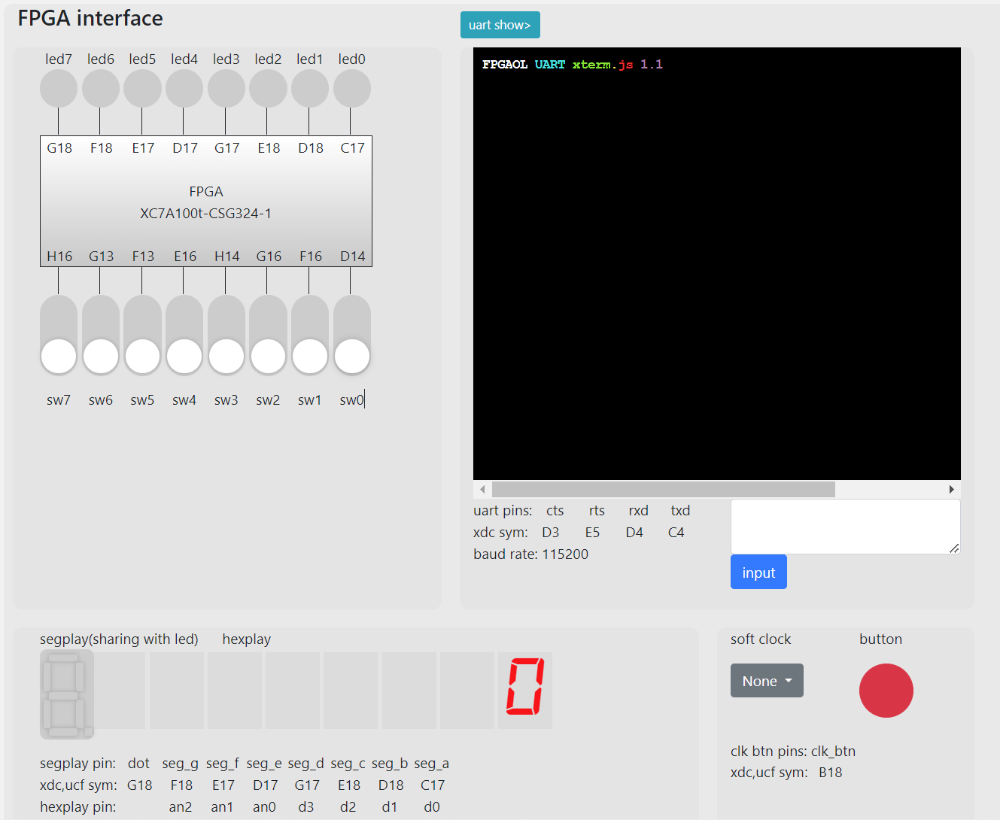 FPGA interface
uart show>
led7 led6 led5 led4 led3 led2 led1 led0
G18 F18 E17 D17 G17 E18 D18 C17
FPGA
XC7A100t-CSG324-1
H16 G13 F13 E16 H14 G16 F16 D14
sw7 sw6 sw5 sw4 sw3 sw2 sw1 sw0
FPGAOL UART xterm.js 1.1
uart pins: cts rts rxd txd
xdc sym: D3 E5 D4 C4
baud rate: 115200
input
segplay(sharing with led) hexplay
0
segplay pin: dot seg_g seg_f seg_e seg_d seg_c seg_b seg_a
xdc,ucf sym: G18 F18 E17 D17 G17 E18 D18 C17
hexplay pin: an2 an1 an0 d3 d2 d1 d0
soft clock button
None
clk btn pins: clk_btn
xdc,ucf sym: B18